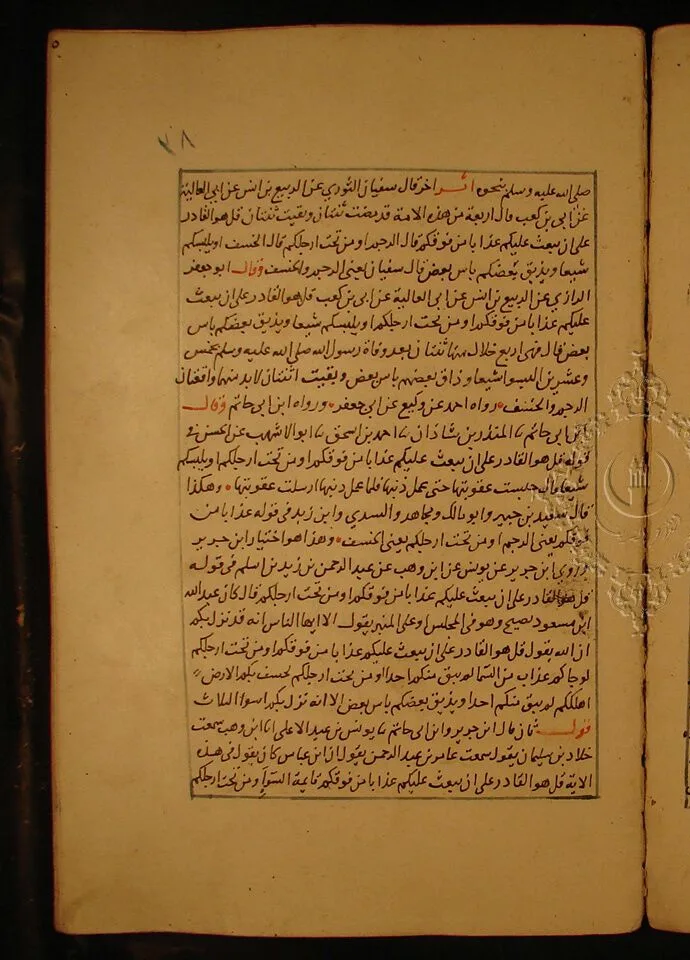 ٧٨
صلى الله عليه وسلم بنحوه اثر اخر قال سفيان الثوري عن الربيع بن انس عن ابي العالية
عن ابي بن كعب قال اربعة من هذه الامة قد مضت ثنتان وبقيت ثنتان قل هو القادر
على ان يبعث عليكم عذابا من فوقكم قال الرجم او من تحت ارجلكم قال الخسف او يلبسكم
شيعا ويذيق بعضكم باس بعض قال سفيان يعني الرجم والخسف وقال ابو جعفر
الرازي عن الربيع بن انس عن ابي العالية عن ابي بن كعب قل هو القادر على ان يبعث
عليكم عذابا من فوقكم او من تحت ارجلكم او يلبسكم شيعا ويذيق بعضكم باس
بعض قال فهي اربع خلال منها ثنتان بعد وفاة رسول الله صلى الله عليه وسلم بخمس
وعشرين البسوا شيعا وذاق بعضهم باس بعض وبقيت اثنتان لابد منهما واقعتان
الرجم والخسف رواه احمد عن وكيع عن ابي جعفر ورواه ابن ابي حاتم وقال
ابن ابي حاتم ثنا المنذر بن شاذان ثنا احمد بن اسحق ثنا ابو الاشهب عن الحسن في
قوله قل هو القادر على ان يبعث عليكم عذابا من فوقكم او من تحت ارجلكم او يلبسكم
شيعا قال حبست عقوبتها حتى عمل ذنبها فلما عمل ذنبها ارسلت عقوبتها وهكذا
قال سعيد بن جبير وابو مالك ومجاهد والسدي وابن زيد في قوله عذابا من
فوقكم يعني الرجم او من تحت ارجلكم يعني الخسف وهذا هو اختيار ابن جرير
وروي ابن جرير عن يونس عن ابن وهب عن عبد الرحمن بن زيد بن اسلم في قوله
قل هو القادر على ان يبعث عليكم عذابا من فوقكم او من تحت ارجلكم قال كان عبد الله
ابن مسعود يصيح وهو في المجلس او على المنبر يقول الا ايها الناس انه قد نزل بكم
ان الله يقول قل هو القادر على ان يبعث عليكم عذابا من فوقكم او من تحت ارجلكم
لو جاكم عذاب من السما لم يبق منكم احدا او من تحت ارجلكم لخسف بكم الارض
اهلككم لم يبق منكم احدا ويذيق بعضكم باس بعض الا انه نزل بكم اسوا الثلاث
قول ثان قال ابن جرير وابن ابي حاتم ثنا يونس بن عبد الاعلى انا ابن وهب سمعت
خلاد بن سليمان يقول سمعت عامر بن عبد الرحمن يقول ان ابن عباس كان يقول في هذه
الاية قل هو القادر على ان يبعث عليكم عذابا من فوقكم قائمة السوآ ومن تحت ارجلكم